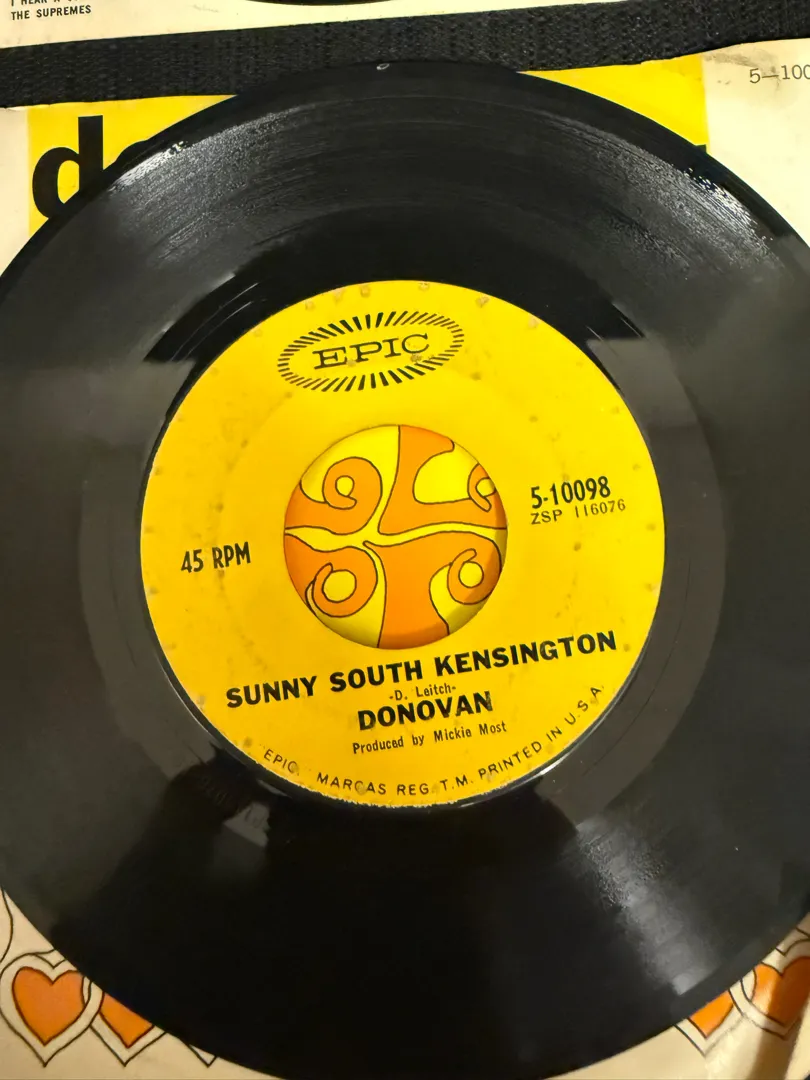 THE SUPREMES
5-100
d
EPIC
5-10098
ZSP 116076
45 RPM
SUNNY SOUTH KENSINGTON
-D. Leitch-
DONOVAN
Produced by Mickie Most
EPIC. MARCAS REG. T.M. PRINTED IN U.S.A.